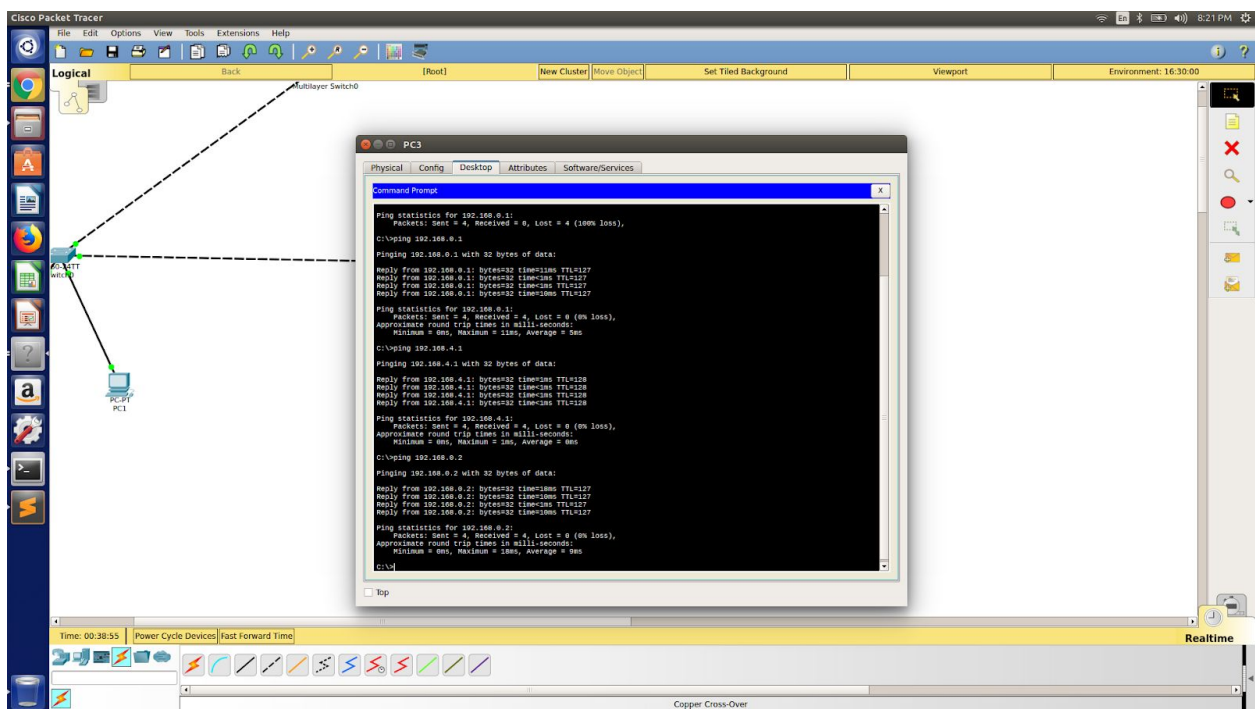 Cisco Packet Tracer
En
8:21 PM
File Edit Options View Tools Extensions Help
Logical
Back
[Root]
New Cluster
Move Object
Set Tiled Background
Viewport
Environment: 16:30:00
Multilayer Switch0
PC3
Physical Config Desktop Attributes Software/Services
Command Prompt
X
Ping statistics for 192.168.0.1:
Packets: Sent = 4, Received = 0, Lost = 4 (100% loss),
C:\>ping 192.168.0.1
Pinging 192.168.0.1 with 32 bytes of data:
Reply from 192.168.0.1: bytes=32 time=11ms TTL=127
Reply from 192.168.0.1: bytes=32 time<1ms TTL=127
Reply from 192.168.0.1: bytes=32 time<1ms TTL=127
Reply from 192.168.0.1: bytes=32 time=10ms TTL=127
Ping statistics for 192.168.0.1:
Packets: Sent = 4, Received = 4, Lost = 0 (0% loss),
Approximate round trip times in milli-seconds:
Minimum = 0ms, Maximum = 11ms, Average = 5ms
C:\>ping 192.168.4.1
Pinging 192.168.4.1 with 32 bytes of data:
Reply from 192.168.4.1: bytes=32 time=1ms TTL=128
Reply from 192.168.4.1: bytes=32 time<1ms TTL=128
Reply from 192.168.4.1: bytes=32 time<1ms TTL=128
Reply from 192.168.4.1: bytes=32 time<1ms TTL=128
Ping statistics for 192.168.4.1:
Packets: Sent = 4, Received = 4, Lost = 0 (0% loss),
Approximate round trip times in milli-seconds:
Minimum = 0ms, Maximum = 1ms, Average = 0ms
C:\>ping 192.168.0.2
Pinging 192.168.0.2 with 32 bytes of data:
Reply from 192.168.0.2: bytes=32 time=18ms TTL=127
Reply from 192.168.0.2: bytes=32 time=10ms TTL=127
Reply from 192.168.0.2: bytes=32 time<1ms TTL=127
Reply from 192.168.0.2: bytes=32 time=10ms TTL=127
Ping statistics for 192.168.0.2:
Packets: Sent = 4, Received = 4, Lost = 0 (0% loss),
Approximate round trip times in milli-seconds:
Minimum = 0ms, Maximum = 18ms, Average = 9ms
C:\>
Top
PC-PT
PC1
Time: 00:38:55
Power Cycle Devices
Fast Forward Time
Realtime
Copper Cross-Over